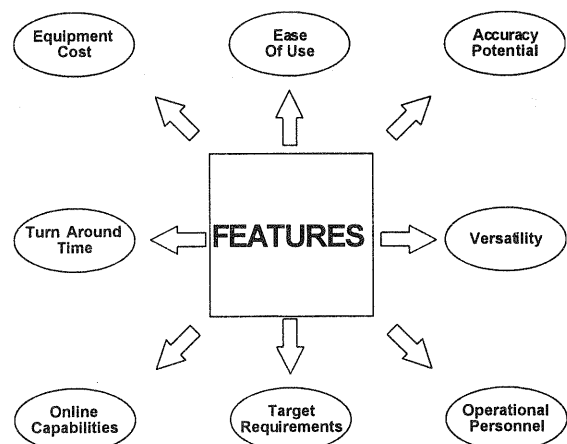 Equipment
Cost
Ease
Of Use
Accuracy
Potential
Turn Around
Time
FEATURES
Versatility
Online
Capabilities
Target
Requirements
Operational
Personnel